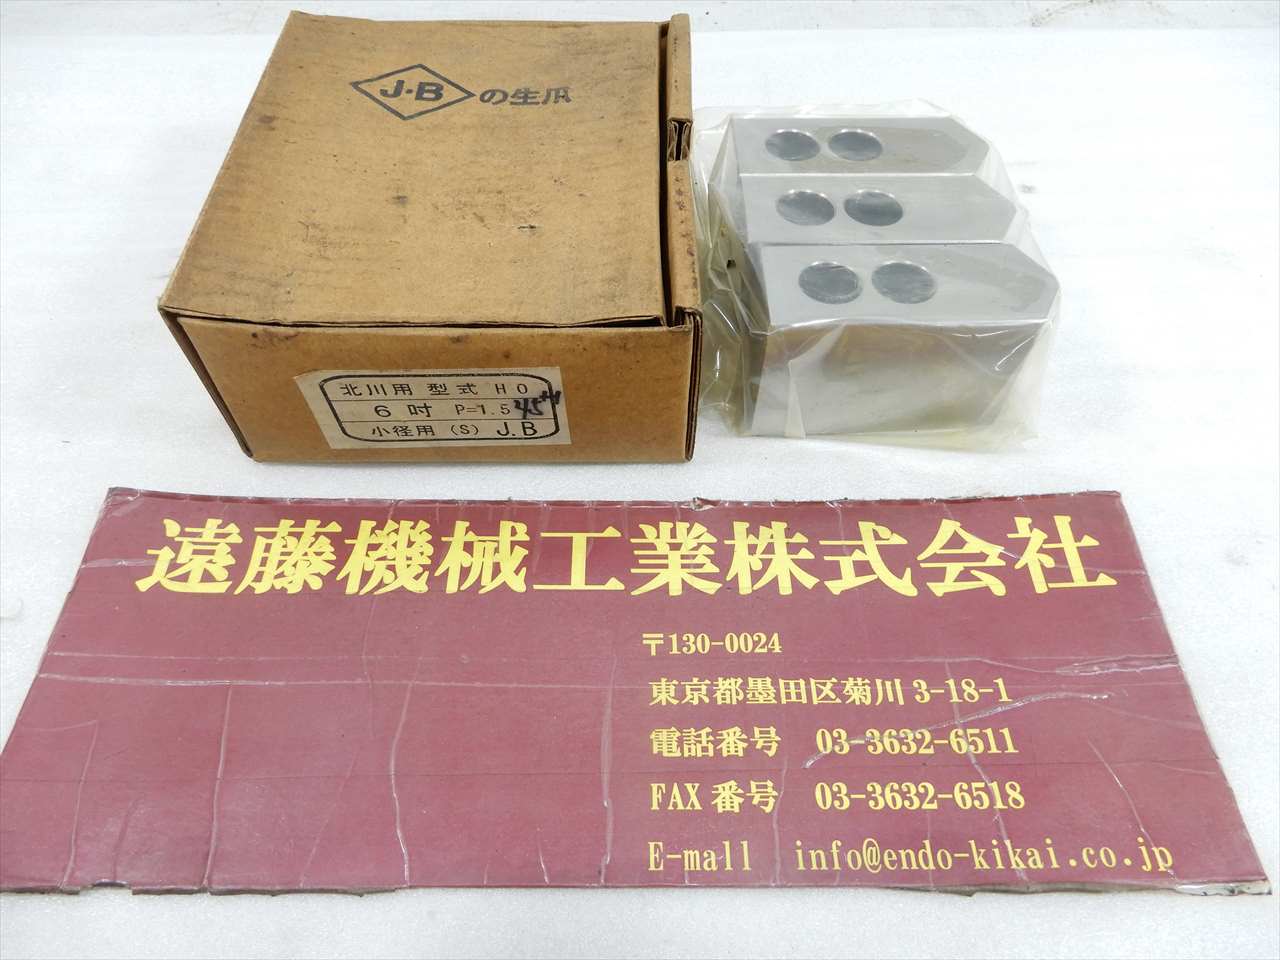 J·B の生爪
北川用 型式 HO
6吋 P=1.5 45
小径用 (S) J.B
遠藤機械工業株式会社
〒130-0024
東京都墨田区菊川 3-18-1
電話番号 03-3632-6511
FAX 番号 03-3632-6518
E-mall info@endo-kikai.co.jp